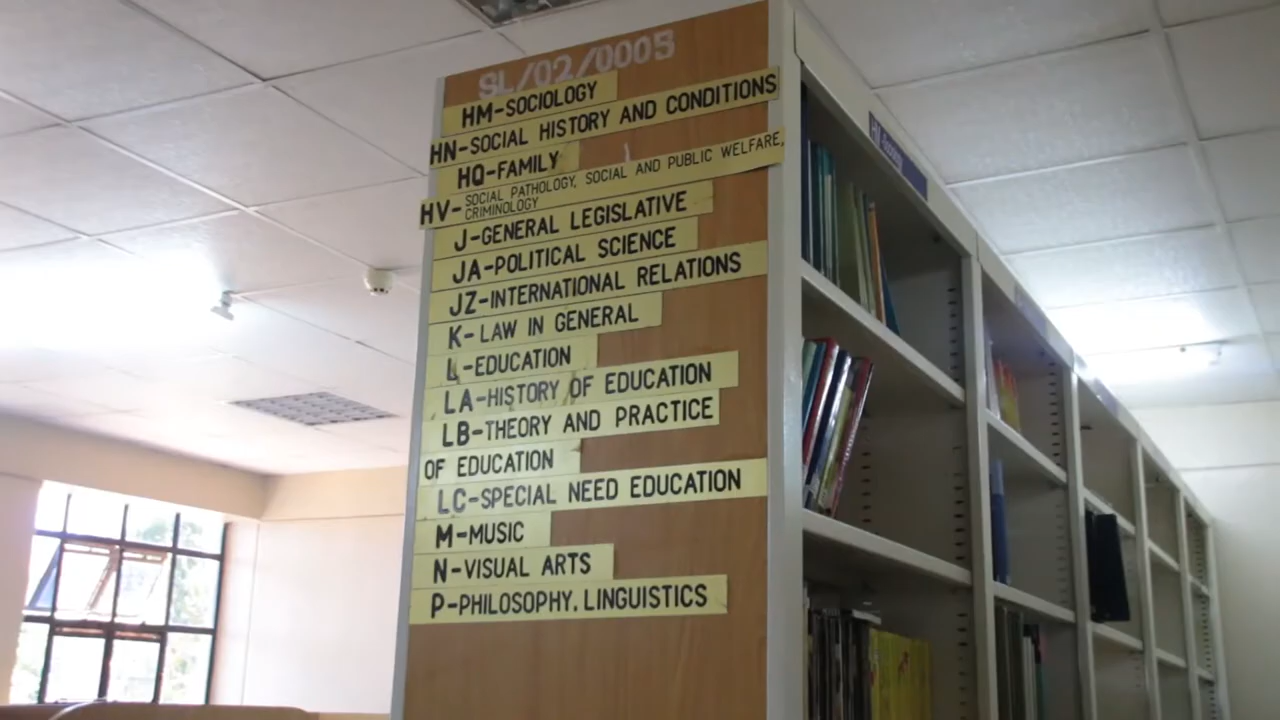 SL/02/0005
HM-SOCIOLOGY
HN-SOCIAL HISTORY AND CONDITIONS
HQ-FAMILY
HV-SOCIAL PATHOLOGY, SOCIAL AND PUBLIC WELFARE,
CRIMINOLOGY
J-GENERAL LEGISLATIVE
JA-POLITICAL SCIENCE
JZ-INTERNATIONAL RELATIONS
K-LAW IN GENERAL
L-EDUCATION
LA-HISTORY OF EDUCATION
LB-THEORY AND PRACTICE
OF EDUCATION
LC-SPECIAL NEED EDUCATION
M-MUSIC
N-VISUAL ARTS
P-PHILOSOPHY. LINGUISTICS
HM-Sociology